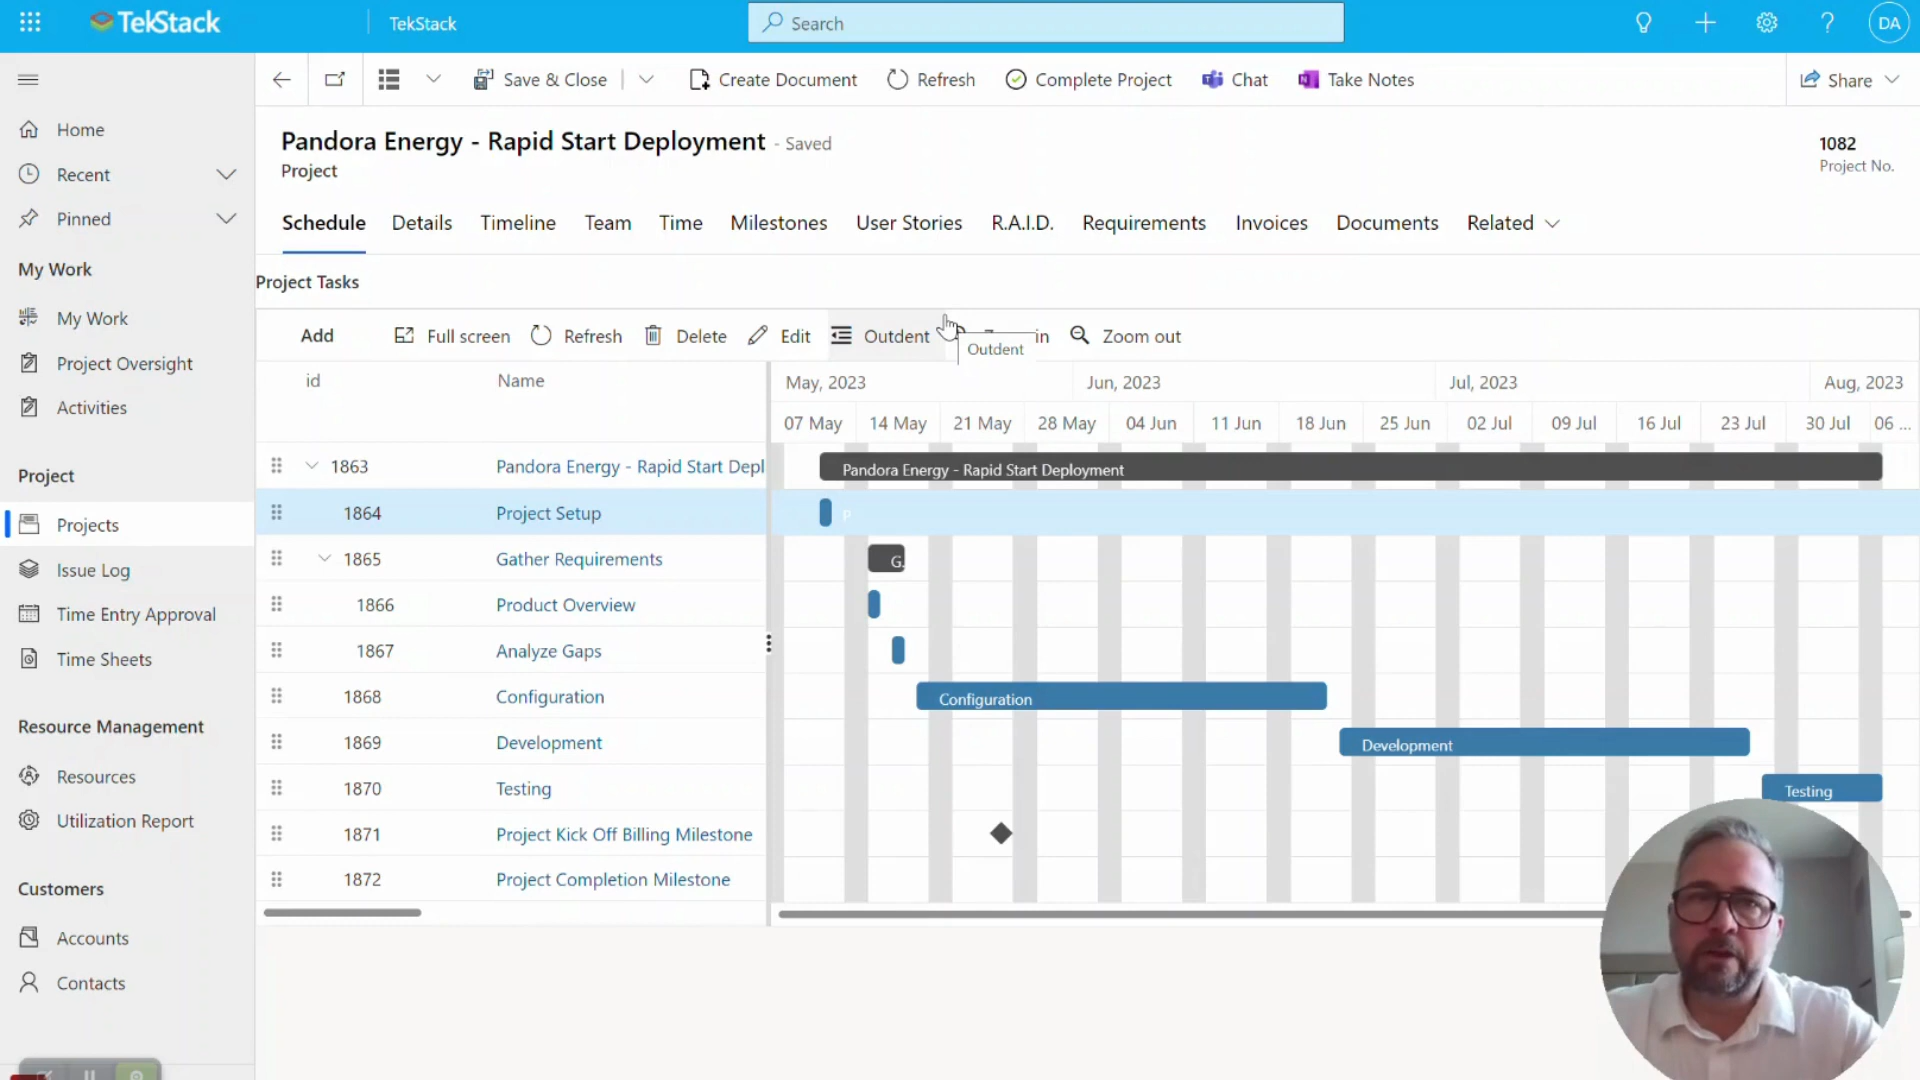 TekStack
TekStack
Search
DA
Save & Close
Create Document
Refresh
Complete Project
Chat
Take Notes
Share
Home
Recent
Pinned
My Work
My Work
Project Oversight
Activities
Project
Projects
Issue Log
Time Entry Approval
Time Sheets
Resource Management
Resources
Utilization Report
Customers
Accounts
Contacts
Pandora Energy - Rapid Start Deployment - Saved
Project
1082
Project No.
Schedule
Details
Timeline
Team
Time
Milestones
User Stories
R.A.I.D.
Requirements
Invoices
Documents
Related
Project Tasks
Add
Full screen
Refresh
Delete
Edit
Outdent
in
Zoom out
Outdent
id
Name
May, 2023
Jun, 2023
Jul, 2023
Aug, 2023
07 May
14 May
21 May
28 May
04 Jun
11 Jun
18 Jun
25 Jun
02 Jul
09 Jul
16 Jul
23 Jul
30 Jul
06 ...
1863 Pandora Energy - Rapid Start Depl
Pandora Energy - Rapid Start Deployment
1864 Project Setup
P
1865 Gather Requirements
G.
1866 Product Overview
1867 Analyze Gaps
1868 Configuration
Configuration
1869 Development
Development
1870 Testing
Testing
1871 Project Kick Off Billing Milestone
1872 Project Completion Milestone